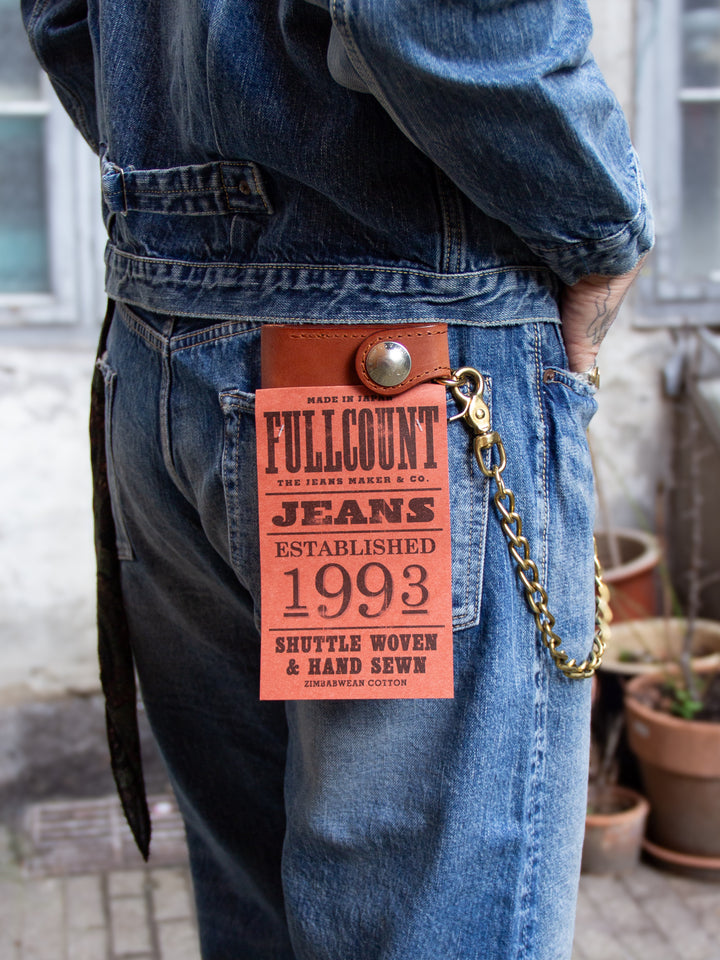 MADE IN JAPAN
FULLCOUNT
THE JEANS MAKER & CO.
JEANS
ESTABLISHED
1993
SHUTTLE WOVEN
& HAND SEWN
ZIMBABWEAN COTTON